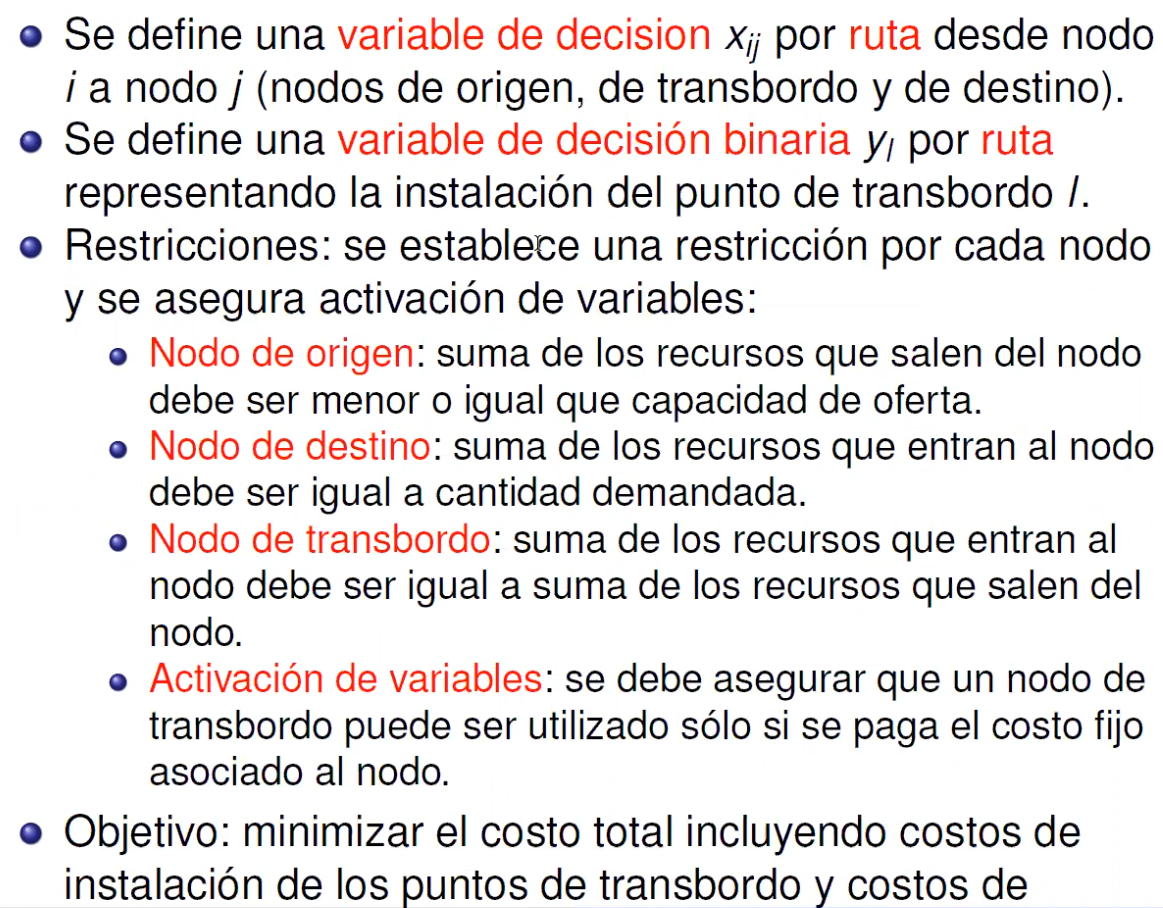 Se define una variable de decision xij por ruta desde nodo
i a nodo j (nodos de origen, de transbordo y de destino).
Se define una variable de decisión binaria yl por ruta
representando la instalación del punto de transbordo l.
Restricciones: se establece una restricción por cada nodo
y se asegura activación de variables:
Nodo de origen: suma de los recursos que salen del nodo
debe ser menor o igual que capacidad de oferta.
Nodo de destino: suma de los recursos que entran al nodo
debe ser igual a cantidad demandada.
Nodo de transbordo: suma de los recursos que entran al
nodo debe ser igual a suma de los recursos que salen del
nodo.
Activación de variables: se debe asegurar que un nodo de
transbordo puede ser utilizado sólo si se paga el costo fijo
asociado al nodo.
Objetivo: minimizar el costo total incluyendo costos de
instalación de los puntos de transbordo y costos de